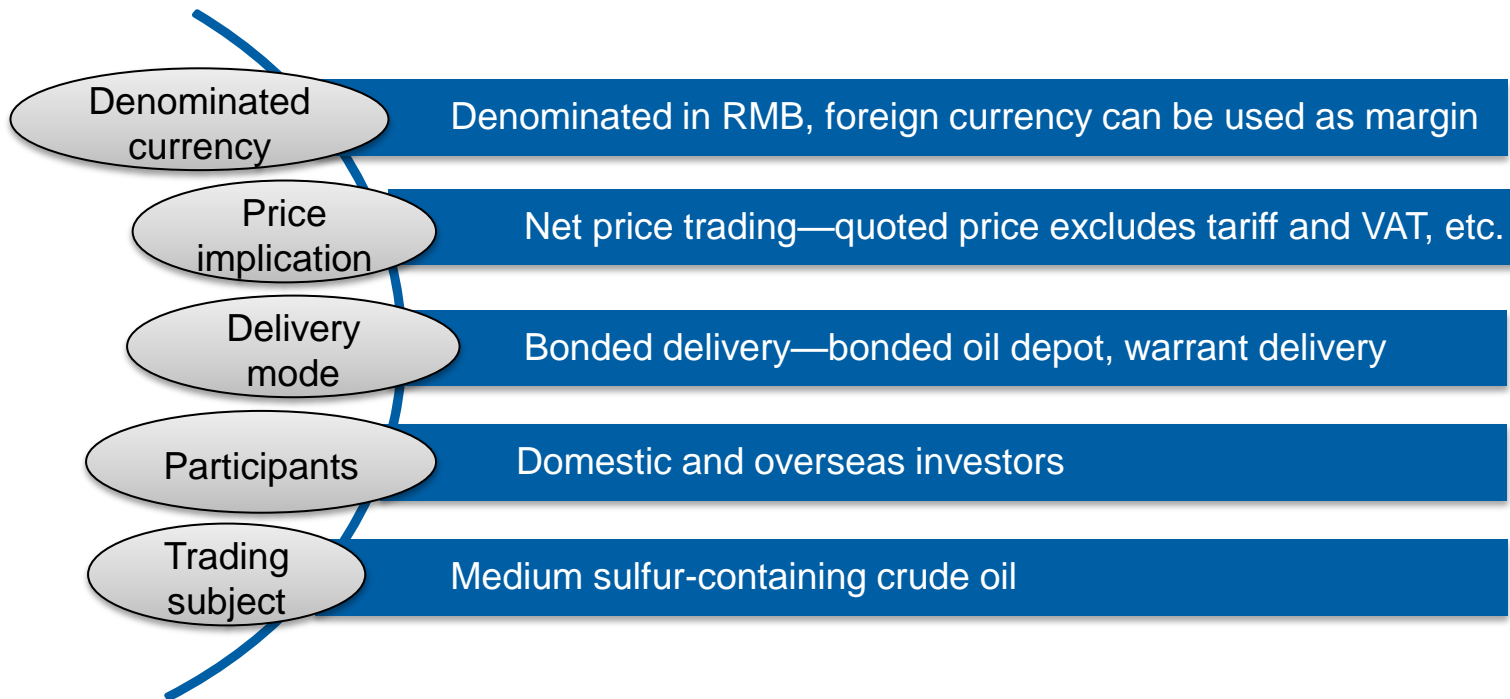 Denominated
currency
Denominated in RMB, foreign currency can be used as margin
Price
implication
Net price trading—quoted price excludes tariff and VAT, etc.
Delivery
mode
Bonded delivery—bonded oil depot, warrant delivery
Participants
Domestic and overseas investors
Trading
subject
Medium sulfur-containing crude oil